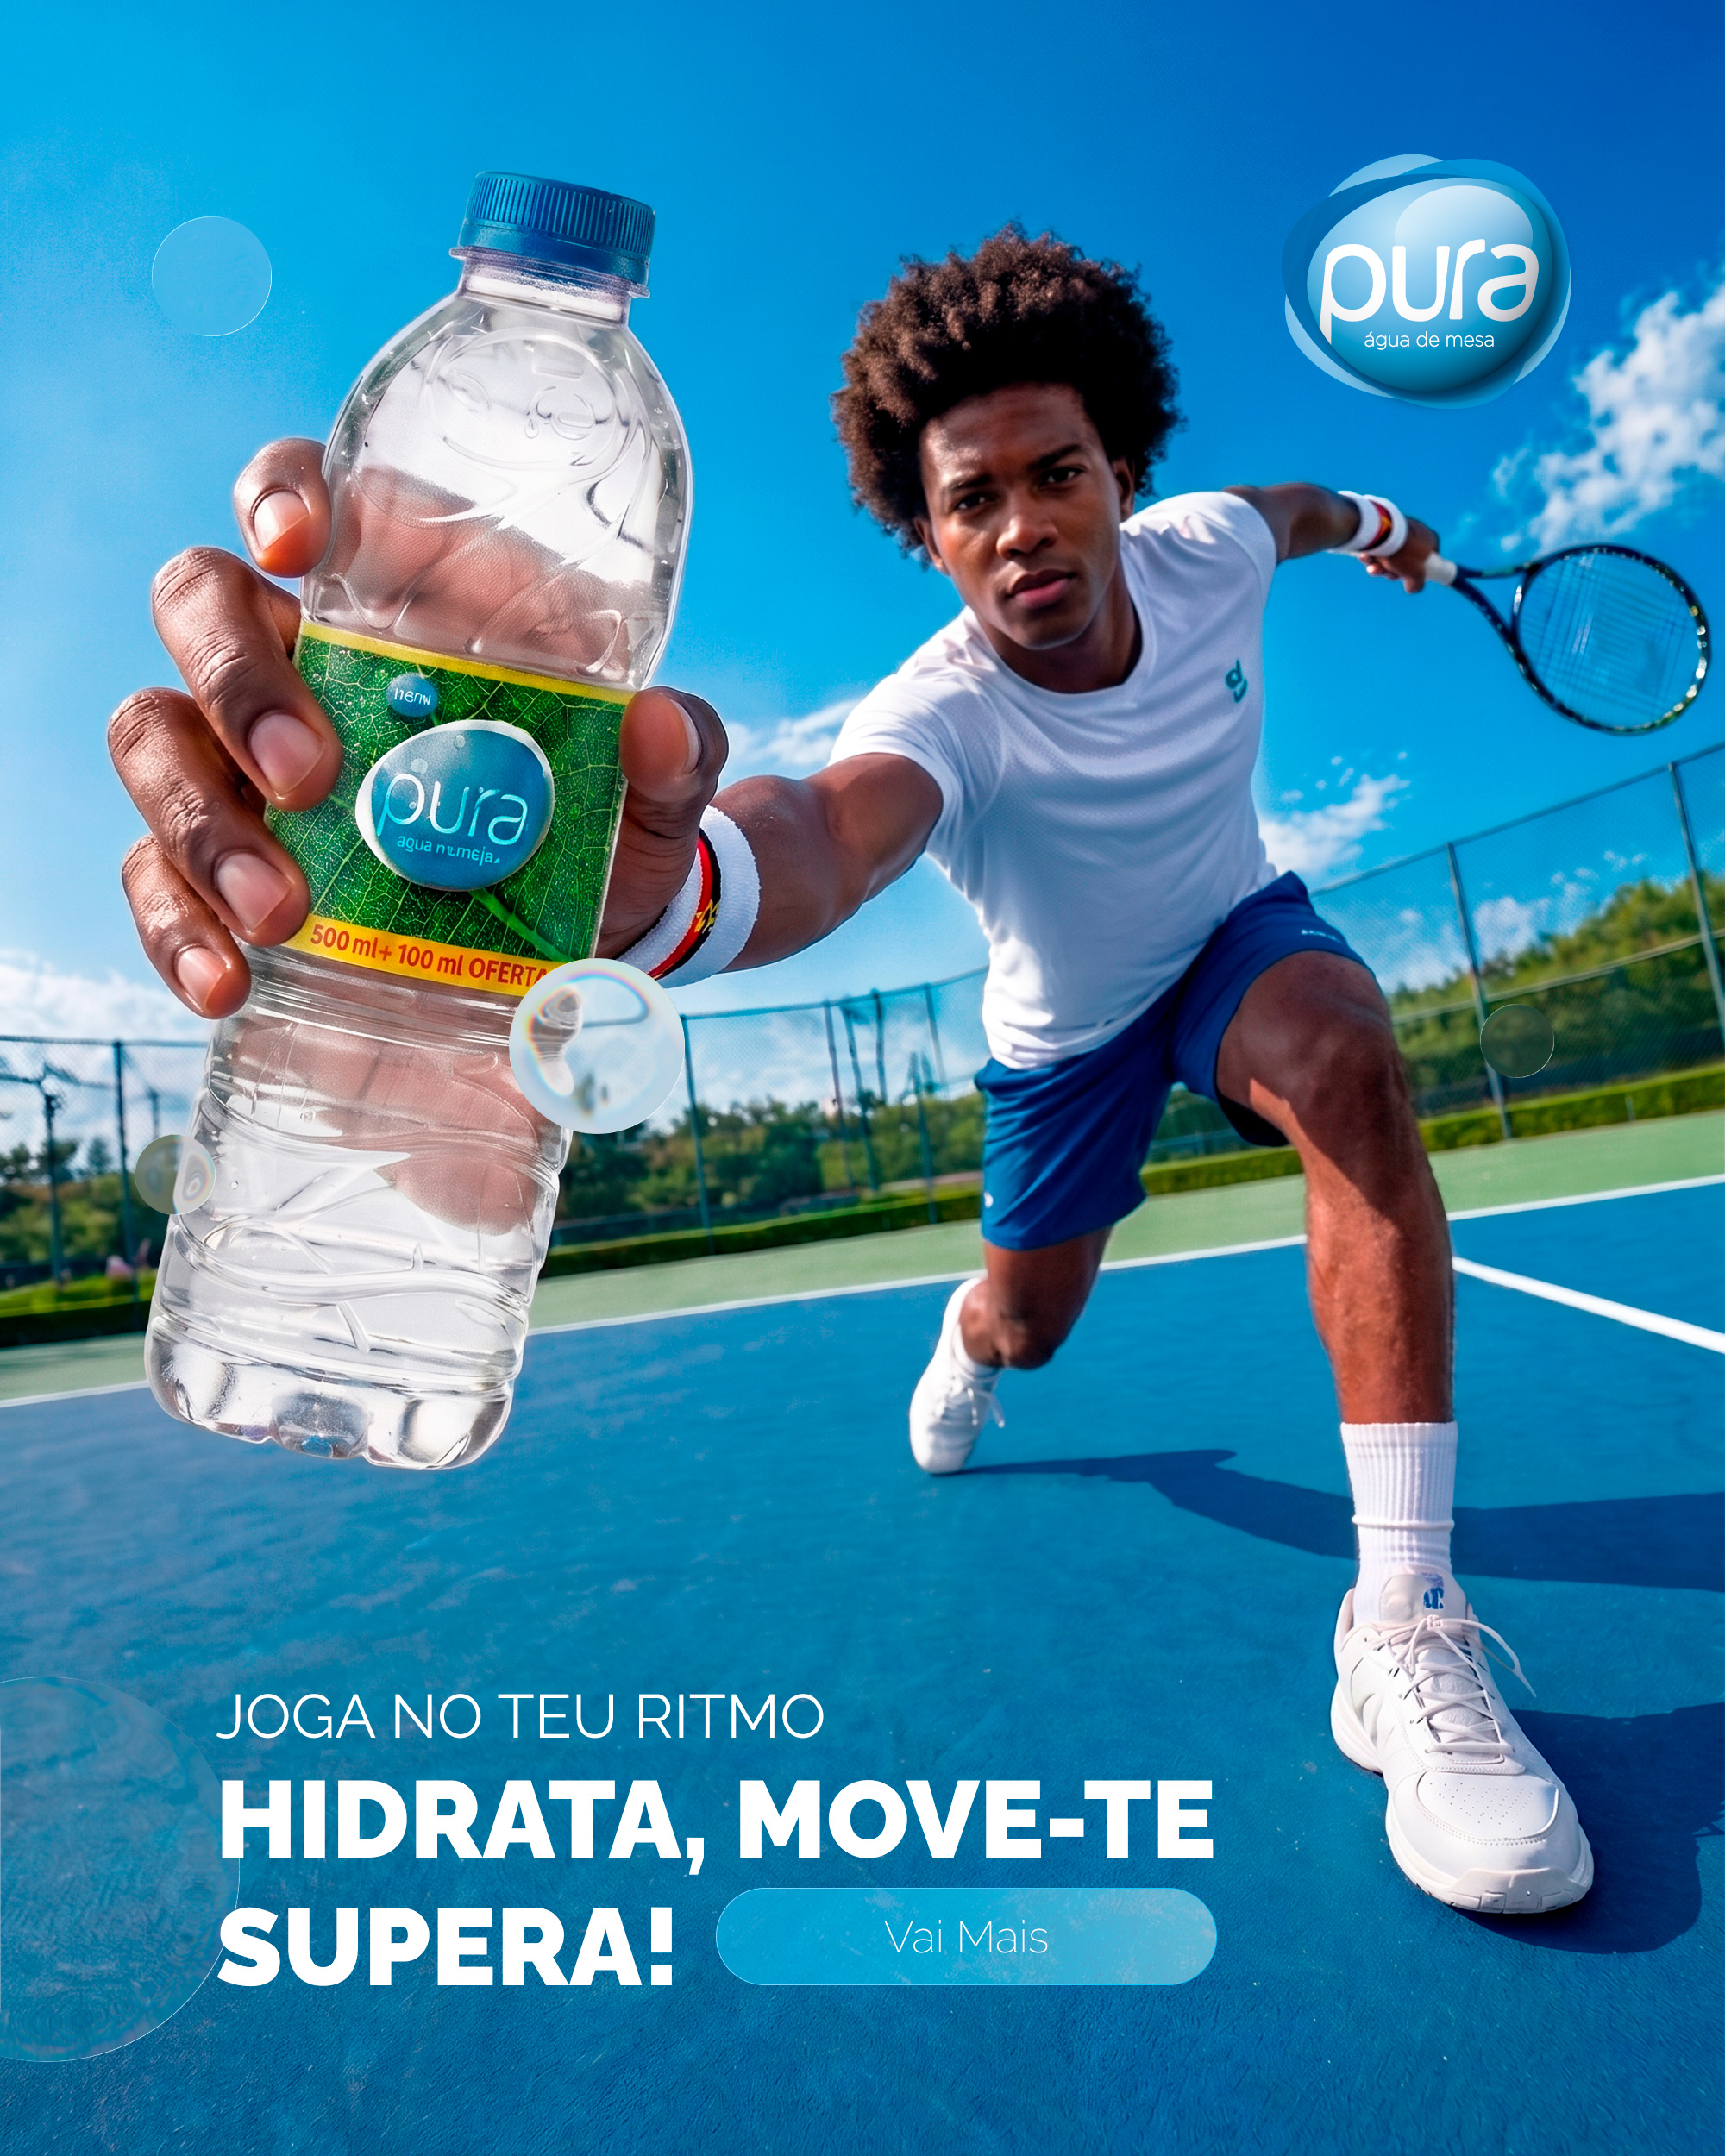 pura
água de mesa
pura
500 ml + 100 ml OFERTA
JOGA NO TEU RITMO
HIDRATA, MOVE-TE
SUPERA!
Vai Mais